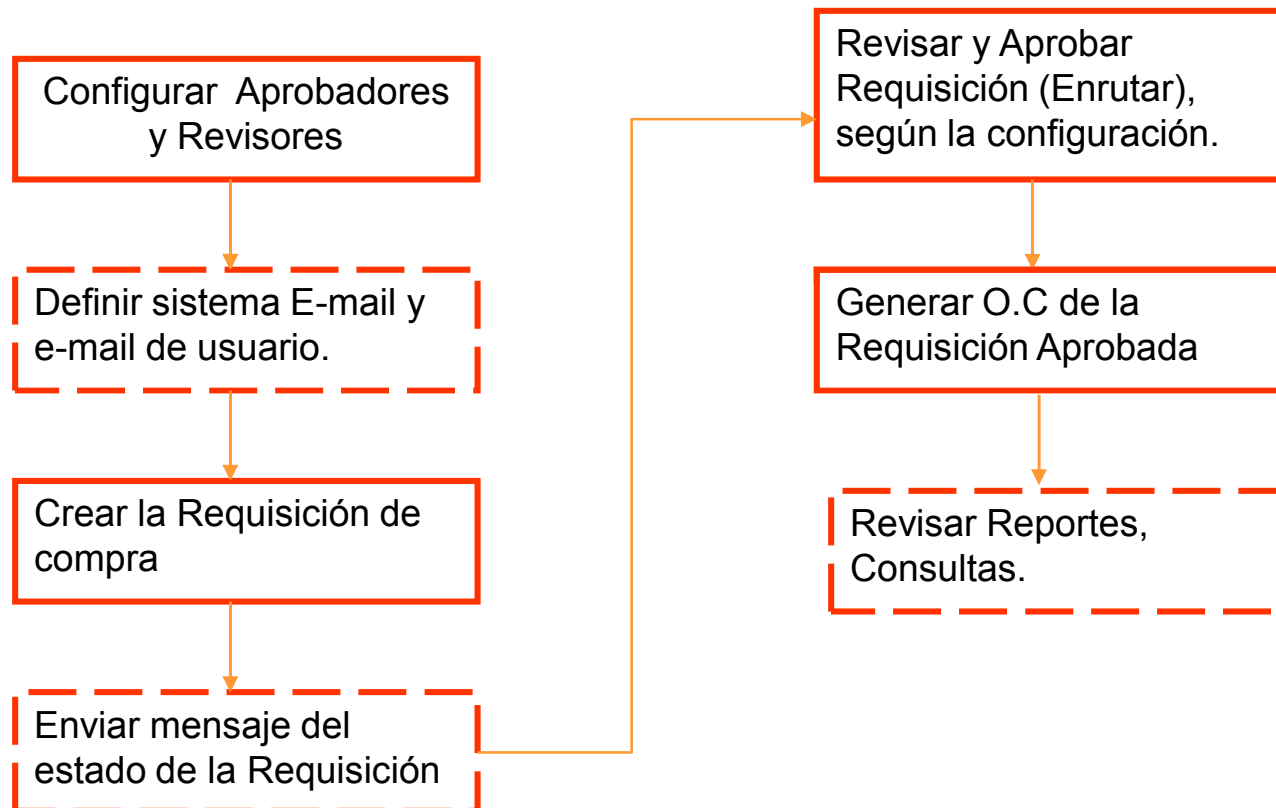 Configurar Aprobadores
y Revisores
Definir sistema E-mail y
e-mail de usuario.
Crear la Requisición de
compra
Enviar mensaje del
estado de la Requisición
Revisar y Aprobar
Requisición (Enrutar),
según la configuración.
Generar O.C de la
Requisición Aprobada
Revisar Reportes,
Consultas.